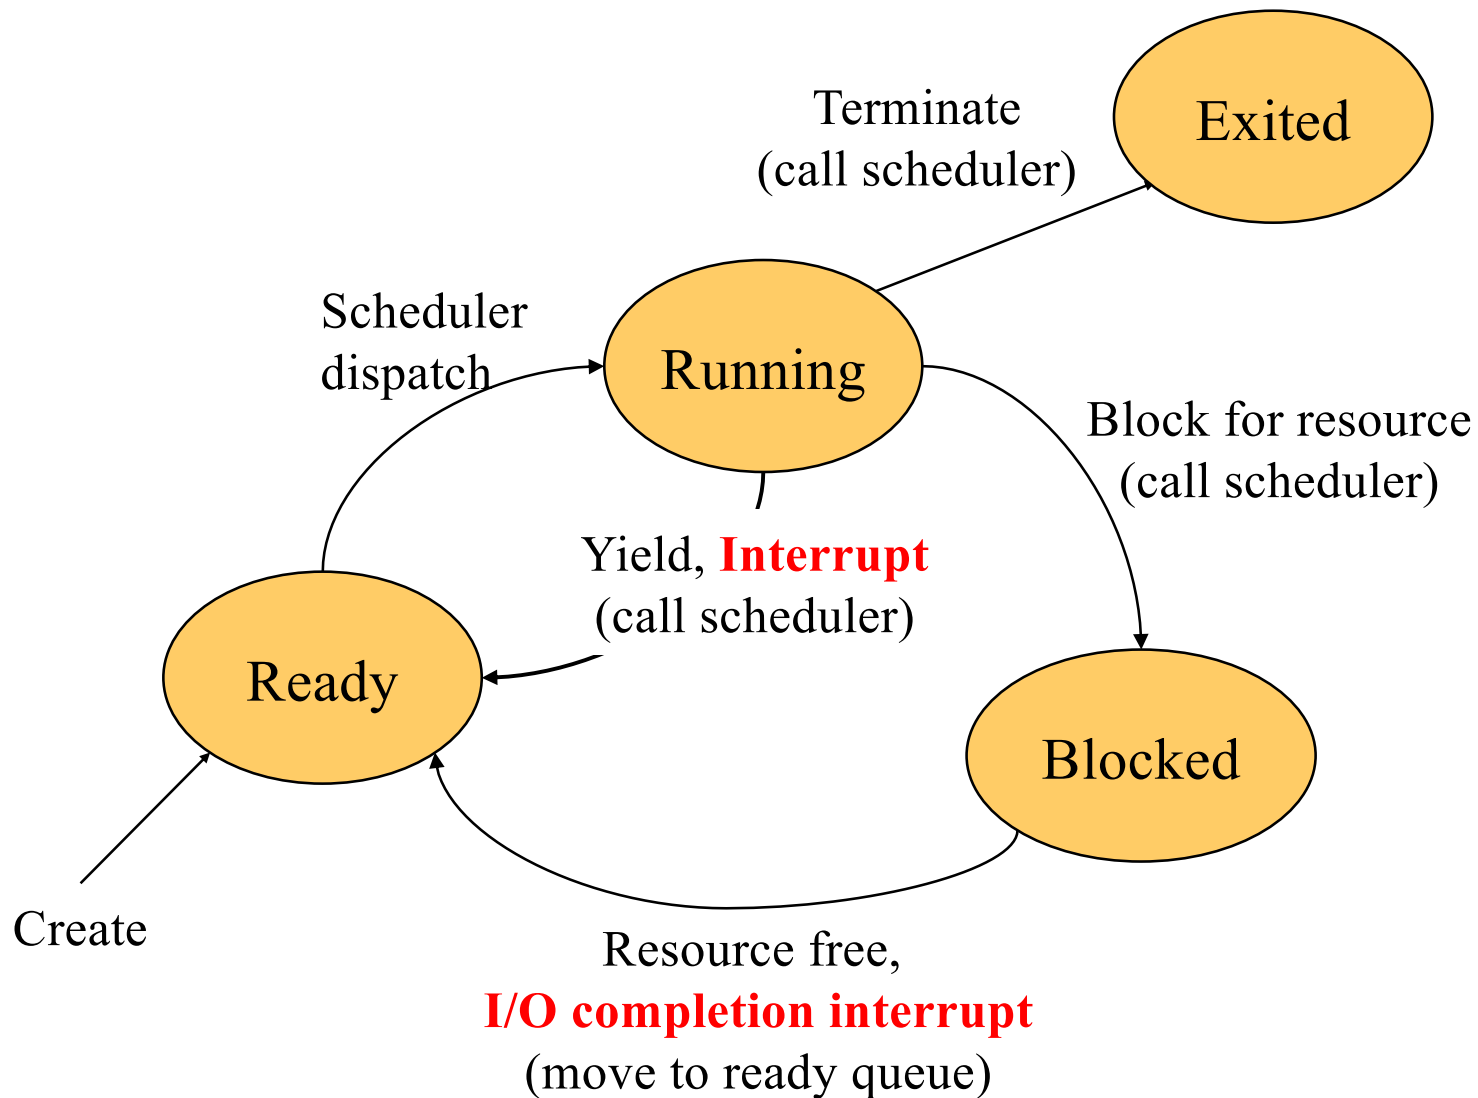 Terminate
(call scheduler)
Exited
Scheduler
dispatch
Running
Block for resource
(call scheduler)
Yield, Interrupt
(call scheduler)
Ready
Blocked
Create
Resource free,
I/O completion interrupt
(move to ready queue)